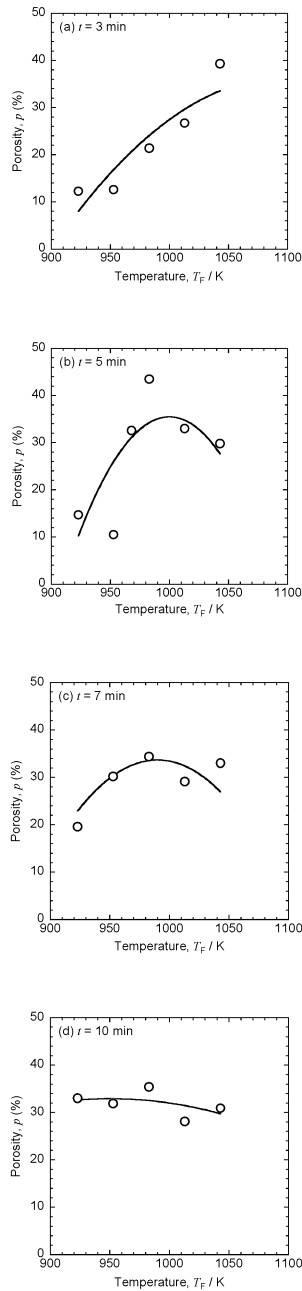 (a) t = 3 min
50
40
30
20
10
0
Porosity, p (%)
900 950 1000 1050 1100
Temperature, TF / K
(b) t = 5 min
50
40
30
20
10
0
Porosity, p (%)
900 950 1000 1050 1100
Temperature, TF / K
(c) t = 7 min
50
40
30
20
10
0
Porosity, p (%)
900 950 1000 1050 1100
Temperature, TF / K
(d) t = 10 min
50
40
30
20
10
0
Porosity, p (%)
900 950 1000 1050 1100
Temperature, TF / K